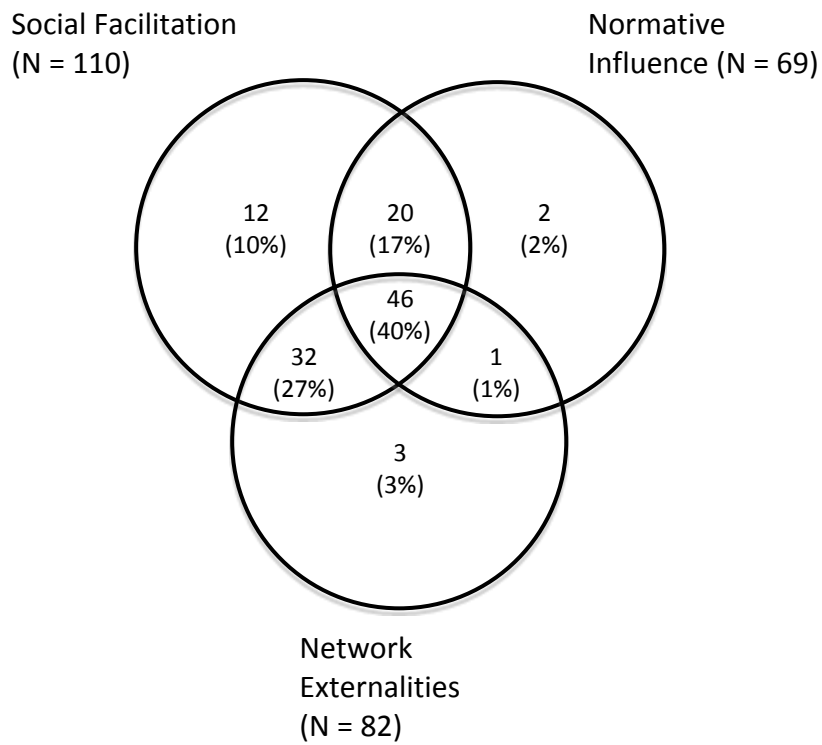 Social Facilitation
(N = 110)
Normative
Influence (N = 69)
12
(10%)
20
(17%)
2
(2%)
46
(40%)
32
(27%)
1
(1%)
3
(3%)
Network
Externalities
(N = 82)